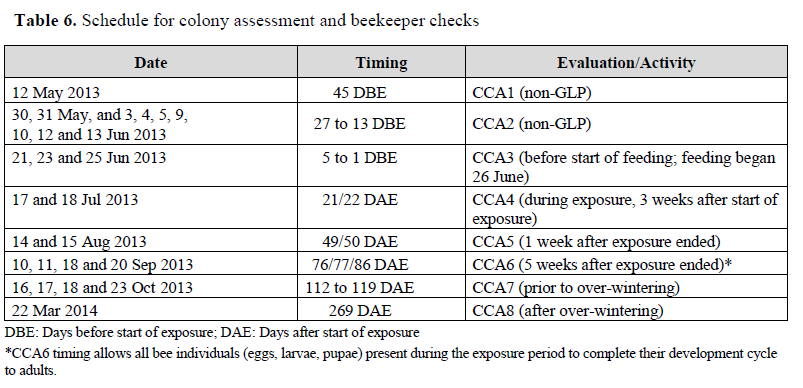 Table 6. Schedule for colony assessment and beekeeper checks
Date Timing Evaluation/Activity
12 May 2013 45 DBE CCA1 (non-GLP)
30, 31 May, and 3, 4, 5, 9,
10, 12 and 13 Jun 2013 27 to 13 DBE CCA2 (non-GLP)
21, 23 and 25 Jun 2013 5 to 1 DBE CCA3 (before start of feeding; feeding began
26 June)
17 and 18 Jul 2013 21/22 DAE CCA4 (during exposure, 3 weeks after start of
exposure)
14 and 15 Aug 2013 49/50 DAE CCA5 (1 week after exposure ended)
10, 11, 18 and 20 Sep 2013 76/77/86 DAE CCA6 (5 weeks after exposure ended)*
16, 17, 18 and 23 Oct 2013 112 to 119 DAE CCA7 (prior to over-wintering)
22 Mar 2014 269 DAE CCA8 (after over-wintering)
DBE: Days before start of exposure; DAE: Days after start of exposure
*CCA6 timing allows all bee individuals (eggs, larvae, pupae) present during the exposure period to complete their development cycle
to adults.